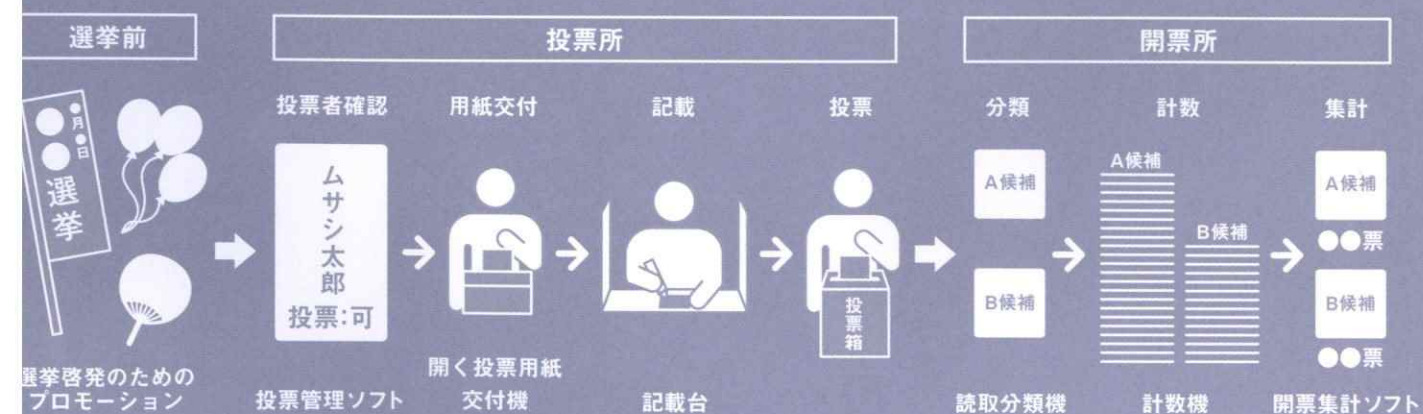 選挙前
投票所
開票所
投票者確認
用紙交付
記載
投票
分類
計数
集計
●月●日
選挙
ムサシ太郎
投票:可
投票箱
A候補
B候補
A候補
B候補
A候補
●●票
B候補
●●票
選挙啓発のための
プロモーション
投票管理ソフト
開く投票用紙
交付機
記載台
読取分類機
計数機
開票集計ソフト